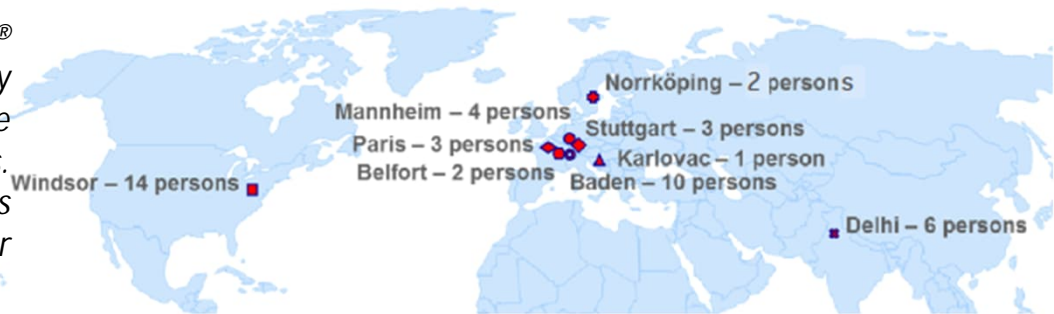 ®
y
e
s.
s
r
Norrköping – 2 persons
Mannheim – 4 persons
Stuttgart – 3 persons
Paris – 3 persons
Karlovac – 1 person
Belfort – 2 persons
Baden – 10 persons
Windsor – 14 persons
Delhi – 6 persons